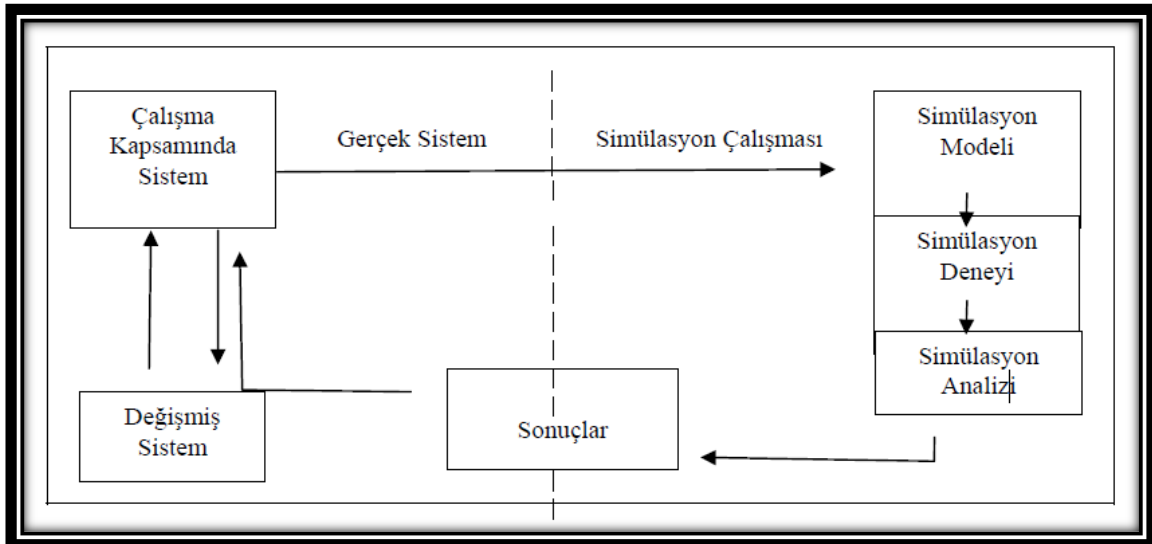 Çalışma
Kapsamında
Sistem
Gerçek Sistem
Simülasyon Çalışması
Simülasyon
Modeli
Simülasyon
Deneyi
Simülasyon
Analizi
Değişmiş
Sistem
Sonuçlar